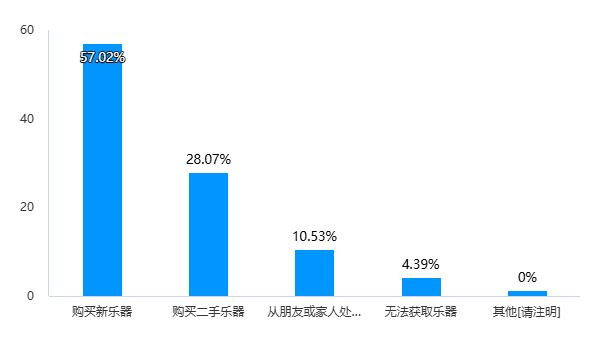 60
57.02%
40
28.07%
20
10.53%
4.39%
0%
0
购买新乐器
购买二手乐器
从朋友或家人处...
无法获取乐器
其他[请注明]